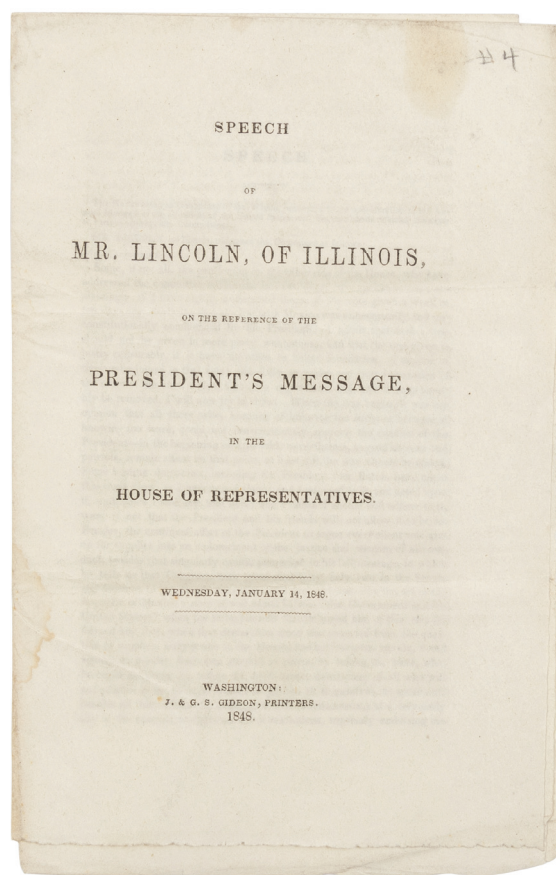 #4
SPEECH
OF
MR. LINCOLN, OF ILLINOIS,
ON THE REFERENCE OF THE
PRESIDENT'S MESSAGE,
IN THE
HOUSE OF REPRESENTATIVES.
WEDNESDAY, JANUARY 14, 1848.
WASHINGTON:
J. & G. S. GIDEON, PRINTERS.
1848.